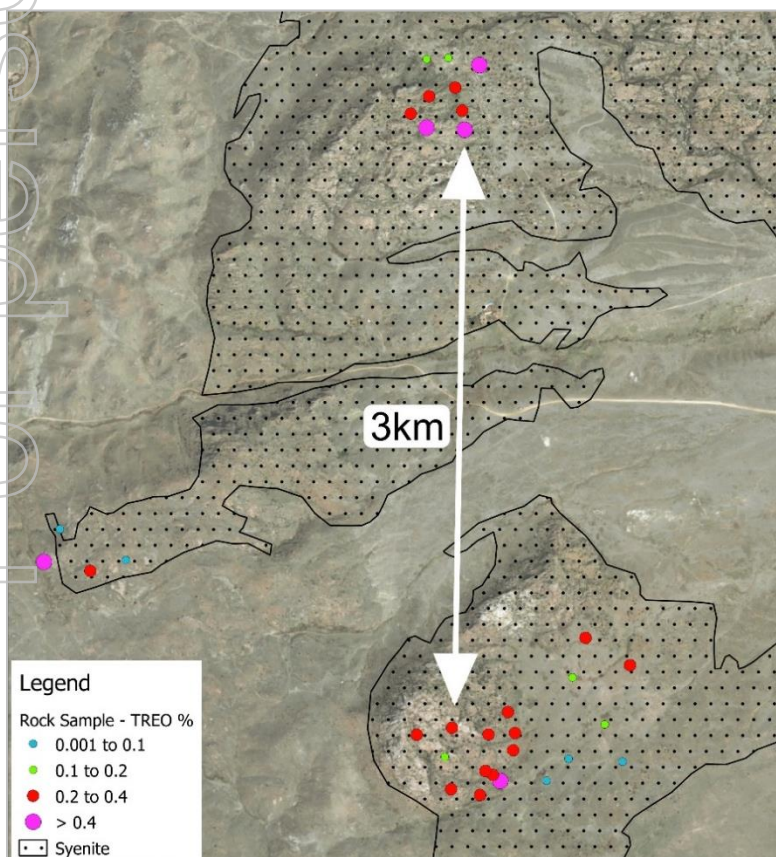 3km
Legend
Rock Sample - TREO %
0.001 to 0.1
0.1 to 0.2
0.2 to 0.4
> 0.4
Syenite